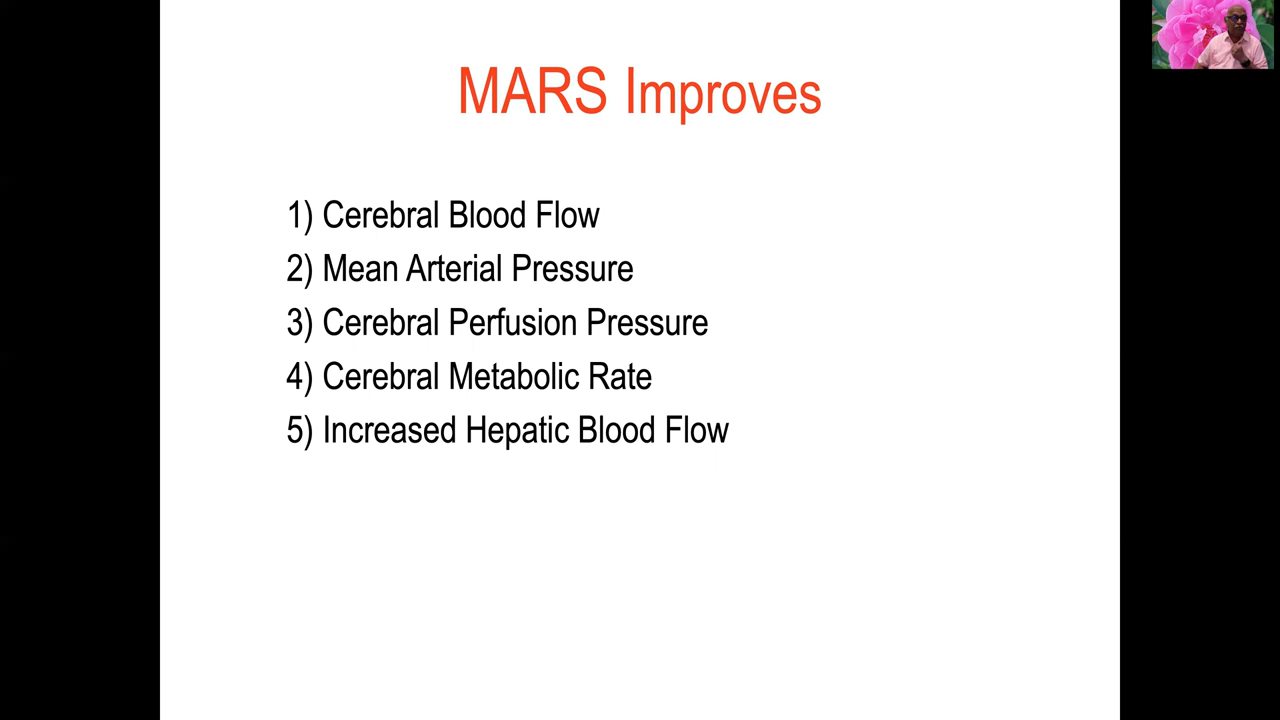 MARS Improves
1) Cerebral Blood Flow
2) Mean Arterial Pressure
3) Cerebral Perfusion Pressure
4) Cerebral Metabolic Rate
5) Increased Hepatic Blood Flow